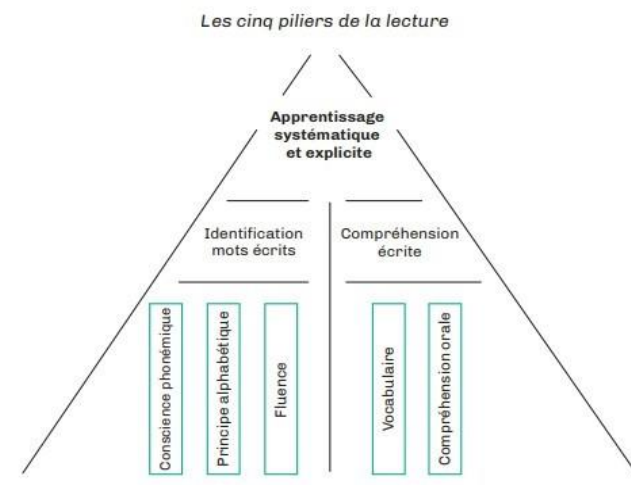 Les cinq piliers de la lecture
Apprentissage
systématique
et explicite
Identification
mots écrits
Compréhension
écrite
Conscience phonémique
Principe alphabétique
Fluence
Vocabulaire
Compréhension orale